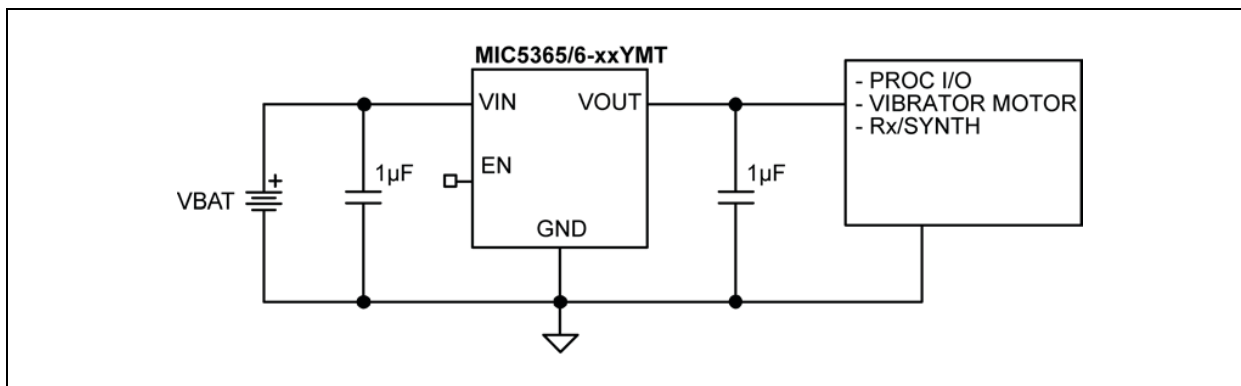 MIC5365/6-xxYMT
VIN
VOUT
EN
GND
VBAT
+
1µF
1µF
- PROC I/O
- VIBRATOR MOTOR
- Rx/SYNTH